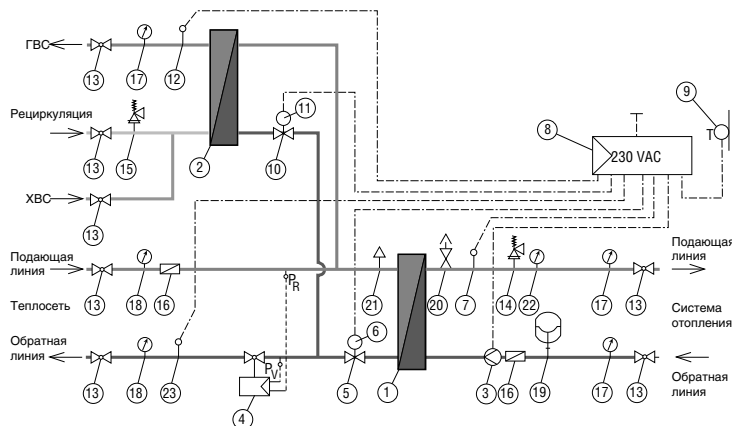 ГВС
13
17
12
Рециркуляция
11
9
T
8
230 VAC
13
15
2
10
ХВС
13
Подающая
линия
Подающая
линия
P
R
13
18
16
21
20
7
14
22
17
13
Теплосеть
Система
отопления
6
Обратная
линия
P
V
Обратная
линия
13
18
23
4
5
1
3
16
19
17
13